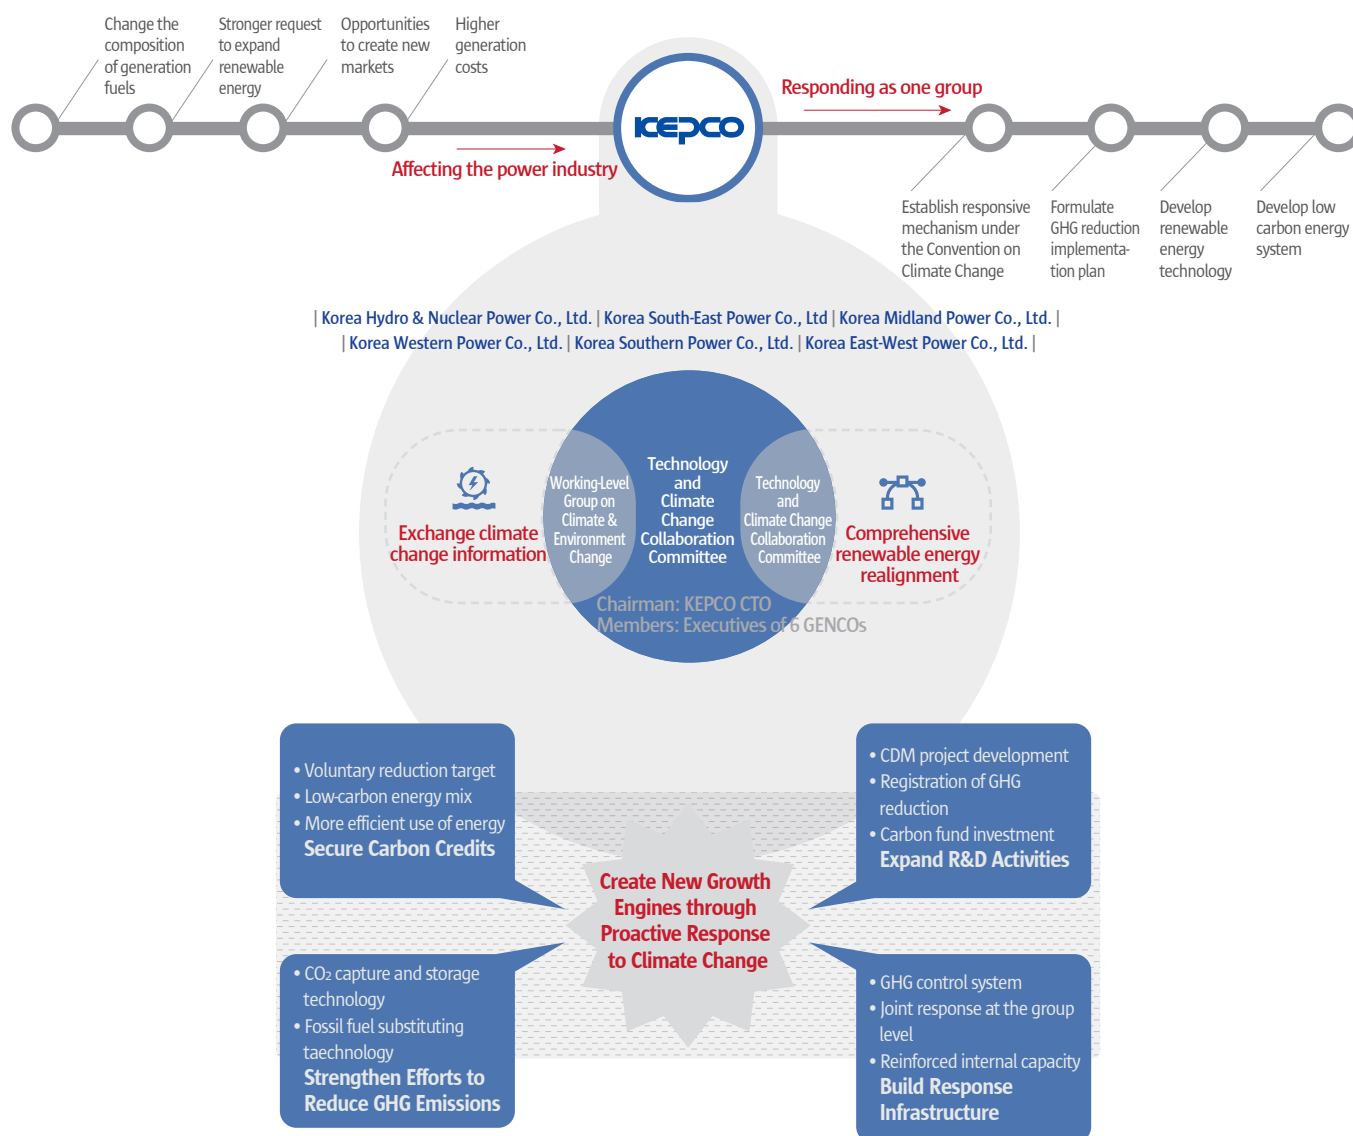 Change the
composition
of generation
fuels
Stronger request
to expand
renewable
energy
Opportunities
to create new
markets
Higher
generation
costs
Affecting the power industry
KEPCO
Responding as one group
Establish responsive
mechanism under
the Convention on
Climate Change
Formulate
GHG reduction
implementa-
tion plan
Develop
renewable
energy
technology
Develop low
carbon energy
system
| Korea Hydro & Nuclear Power Co., Ltd. | Korea South-East Power Co., Ltd | Korea Midland Power Co., Ltd. |
| Korea Western Power Co., Ltd. | Korea Southern Power Co., Ltd. | Korea East-West Power Co., Ltd. |
Exchange climate
change information
Working-Level
Group on
Climate &
Environment
Change
Technology
and
Climate
Change
Collaboration
Committee
Technology
and
Climate Change
Collaboration
Committee
Comprehensive
renewable energy
realignment
Chairman: KEPCO CTO
Members: Executives of 6 GENCOs
• Voluntary reduction target
• Low-carbon energy mix
• More efficient use of energy
Secure Carbon Credits
• CDM project development
• Registration of GHG
reduction
• Carbon fund investment
Expand R&D Activities
Create New Growth
Engines through
Proactive Response
to Climate Change
• CO₂ capture and storage
technology
• Fossil fuel substituting
taechnology
Strengthen Efforts to
Reduce GHG Emissions
• GHG control system
• Joint response at the group
level
• Reinforced internal capacity
Build Response
Infrastructure